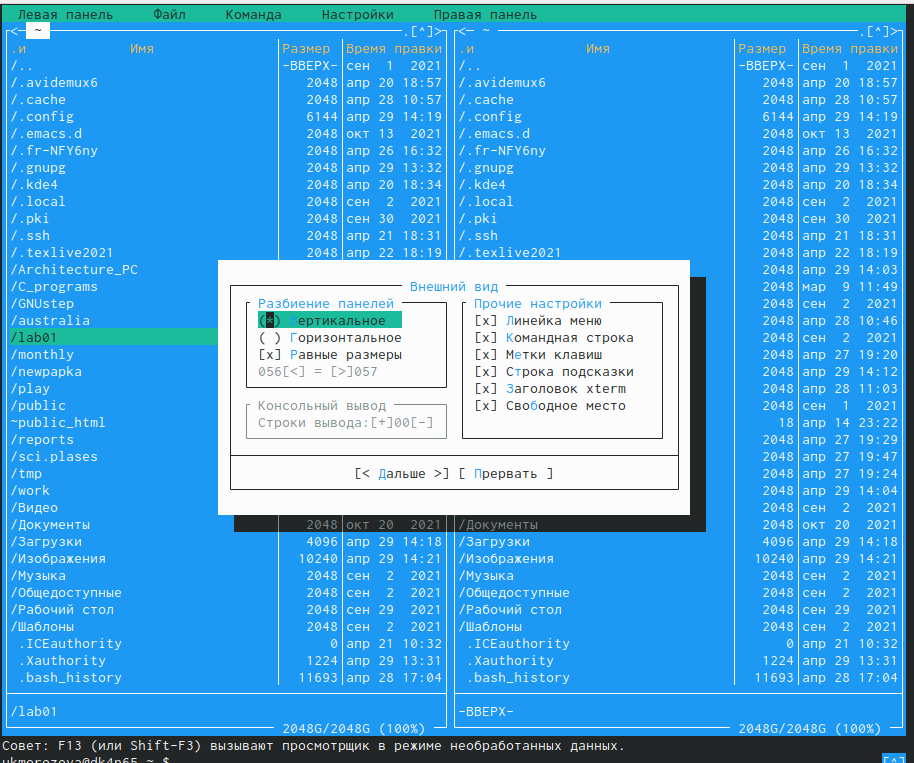 Левая панель Файл Команда Настройки Правая панель
<─ ~ .[^]> <─ ~ .[^]>
.и Имя Размер Время правки .и Имя Размер Время правки
/.. -ВВЕРХ- сен 1 2021 /.. -ВВЕРХ- сен 1 2021
/.avidemux6 2048 апр 20 18:57 /.avidemux6 2048 апр 20 18:57
/.cache 2048 апр 28 10:57 /.cache 2048 апр 28 10:57
/.config 6144 апр 29 14:19 /.config 6144 апр 29 14:19
/.emacs.d 2048 окт 13 2021 /.emacs.d 2048 окт 13 2021
/.fr-NFY6ny 2048 апр 26 16:32 /.fr-NFY6ny 2048 апр 26 16:32
/.gnupg 2048 апр 29 13:32 /.gnupg 2048 апр 29 13:32
/.kde4 2048 апр 20 18:34 /.kde4 2048 апр 20 18:34
/.local 2048 сен 2 2021 /.local 2048 сен 2 2021
/.pki 2048 сен 30 2021 /.pki 2048 сен 30 2021
/.ssh 2048 апр 21 18:31 /.ssh 2048 апр 21 18:31
/.texlive2021 2048 апр 22 18:19 /.texlive2021 2048 апр 22 18:19
/Architecture_PC 2048 апр 29 14:03
/C_programs Внешний вид 2048 мар 9 11:49
/GNUstep Разбиение панелей Прочие настройки 2048 сен 2 2021
/australia (*) Вертикальное [x] Линейка меню 2048 апр 28 10:46
/lab01 ( ) Горизонтальное [x] Командная строка 2048 сен 2 2021
/monthly [x] Равные размеры [x] Метки клавиш 2048 апр 27 19:20
/newpapka 056[<] = [>]057 [x] Строка подсказки 2048 апр 29 14:12
/play [x] Заголовок xterm 2048 апр 28 11:03
/public Консольный вывод [x] Свободное место 2048 сен 1 2021
~public_html Строки вывода:[+]00[-] 18 апр 14 23:22
/reports 2048 апр 27 19:29
/sci.plases 2048 апр 27 19:47
/tmp [< Дальше >] [ Прервать ] 2048 апр 27 19:24
/work 2048 апр 29 14:04
/Видео 2048 сен 2 2021
/Документы 2048 окт 20 2021 /Документы 2048 окт 20 2021
/Загрузки 4096 апр 29 14:18 /Загрузки 4096 апр 29 14:18
/Изображения 10240 апр 29 14:21 /Изображения 10240 апр 29 14:21
/Музыка 2048 сен 2 2021 /Музыка 2048 сен 2 2021
/Общедоступные 2048 сен 2 2021 /Общедоступные 2048 сен 2 2021
/Рабочий стол 2048 сен 29 2021 /Рабочий стол 2048 сен 29 2021
/Шаблоны 2048 сен 2 2021 /Шаблоны 2048 сен 2 2021
.ICEauthority 0 апр 21 10:32 .ICEauthority 0 апр 21 10:32
.Xauthority 1224 апр 29 13:31 .Xauthority 1224 апр 29 13:31
.bash_history 11693 апр 28 17:04 .bash_history 11693 апр 28 17:04
/lab01 -ВВЕРХ-
2048G/2048G (100%) 2048G/2048G (100%)
Совет: F13 (или Shift-F3) вызывают просмотрщик в режиме необработанных данных.
ukmorozova@dk4n65 ~ $ [^]